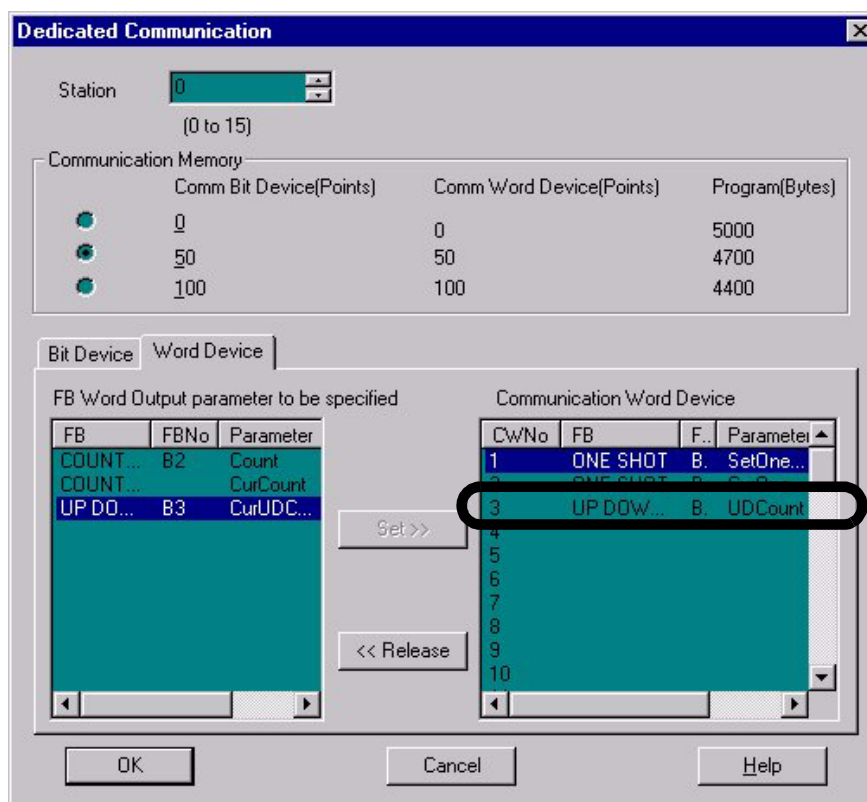 Dedicated Communication
Station 0
(0 to 15)
Communication Memory
Comm Bit Device(Points) Comm Word Device(Points) Program(Bytes)
0 0 5000
50 50 4700
100 100 4400
Bit Device Word Device
FB Word Output parameter to be specified Communication Word Device
FB FBNo Parameter CWNo FB F.. Parameter
COUNT... B2 Count 1 ONE SHOT B. SetOne...
COUNT... CurCount
UP DO... B3 CurUDC... 3 UP DOW... B. UDCount
Set >> 4
5
6
7
8
<< Release 9
10
OK Cancel Help